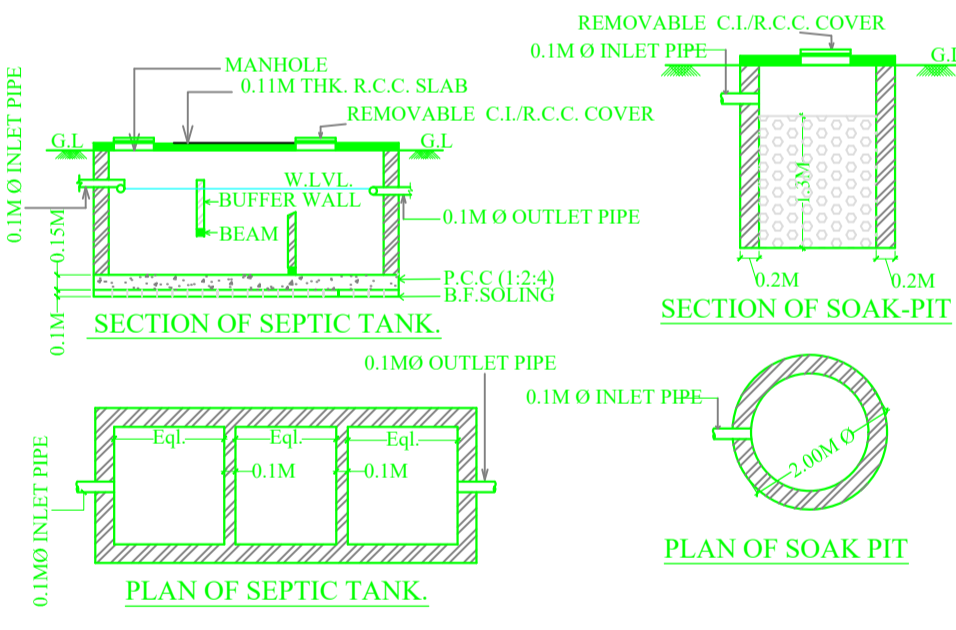 REMOVABLE C.I./R.C.C. COVER
0.1M Ø INLET PIPE
G.L
MANHOLE
0.11M THK. R.C.C. SLAB
REMOVABLE C.I./R.C.C. COVER
G.L
G.L
0.1M Ø INLET PIPE
W.LVL.
BUFFER WALL
BEAM
0.1M Ø OUTLET PIPE
0.15M
P.C.C (1:2:4)
B.F.SOLING
0.1M
SECTION OF SEPTIC TANK.
1.3M
0.2M
0.2M
SECTION OF SOAK-PIT
0.1MØ OUTLET PIPE
0.1M Ø INLET PIPE
Eql.
Eql.
Eql.
0.1M
0.1M
0.1MØ INLET PIPE
2.00M Ø
PLAN OF SEPTIC TANK.
PLAN OF SOAK PIT